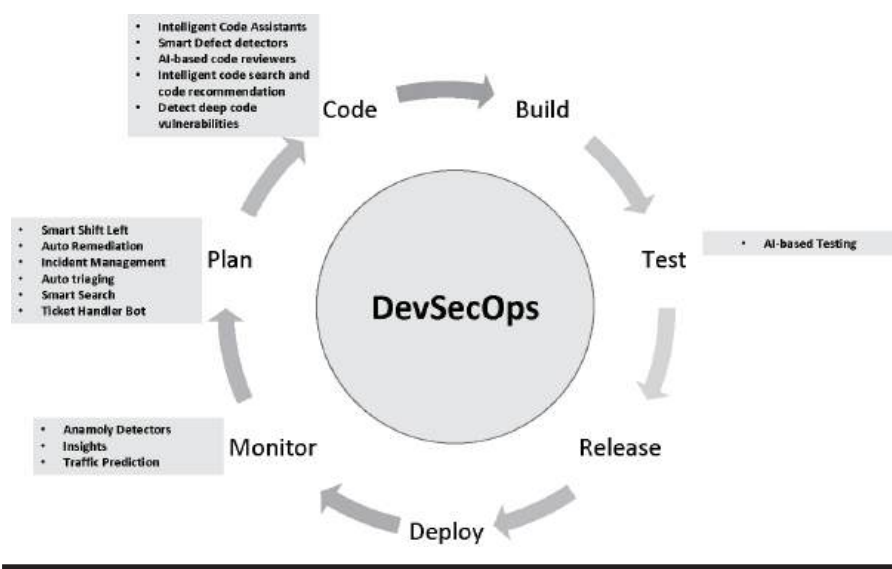 • Intelligent Code Assistants
• Smart Defect detectors
• AI-based code reviewers
• Intelligent code search and
code recommendation
• Detect deep code
vulnerabilities
Code
Build
• Smart Shift Left
• Auto Remediation
• Incident Management
• Auto triaging
• Smart Search
• Ticket Handler Bot
Plan
Test
• AI-based Testing
DevSecOps
• Anamoly Detectors
• Insights
• Traffic Prediction
Monitor
Release
Deploy